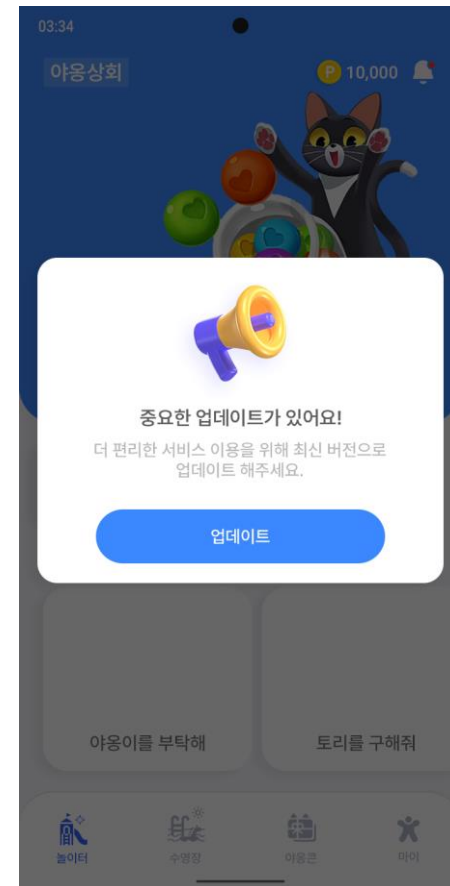 03:34
야옹상회
P 10,000
중요한 업데이트가 있어요!
더 편리한 서비스 이용을 위해 최신 버전으로
업데이트 해주세요.
업데이트
야옹이를 부탁해
토리를 구해줘
놀이터
수영장
야옹콘
마이